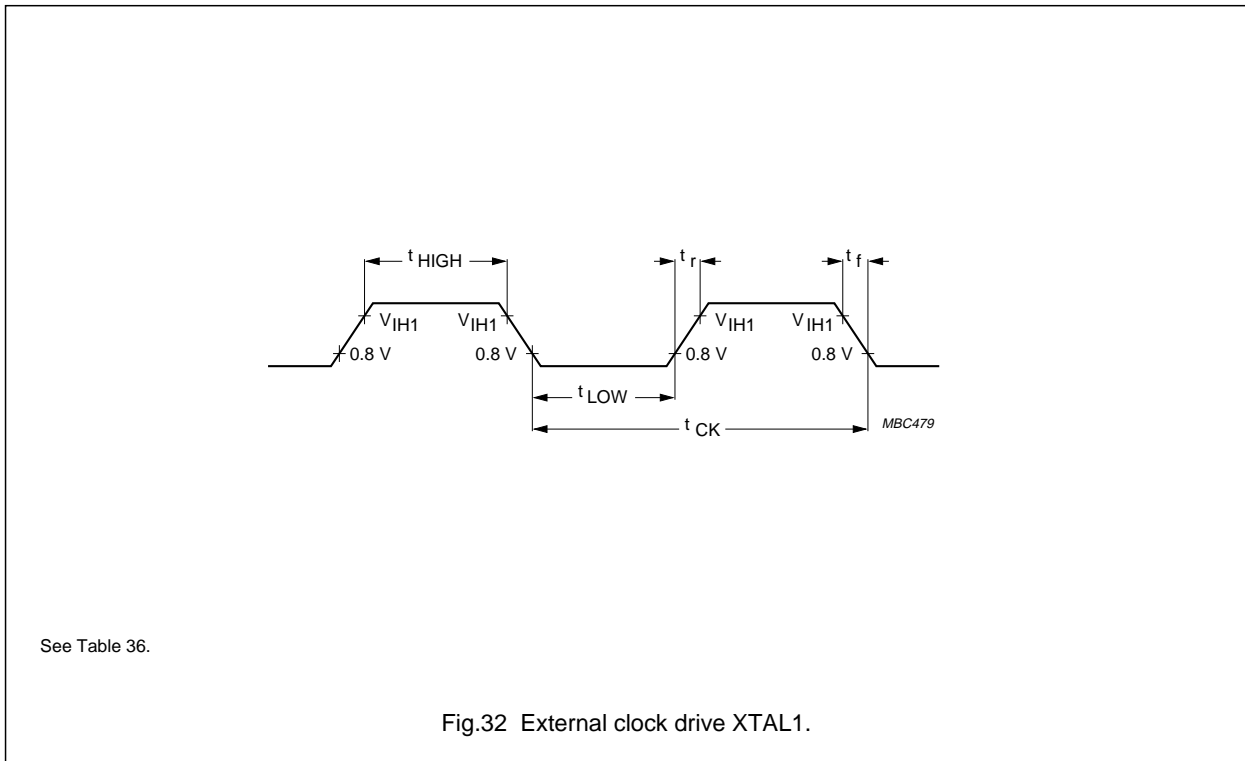 t HIGH
t r
t f
V IH1
V IH1
V IH1
V IH1
0.8 V
0.8 V
0.8 V
0.8 V
t LOW
t CK
MBC479
See Table 36.
Fig.32 External clock drive XTAL1.